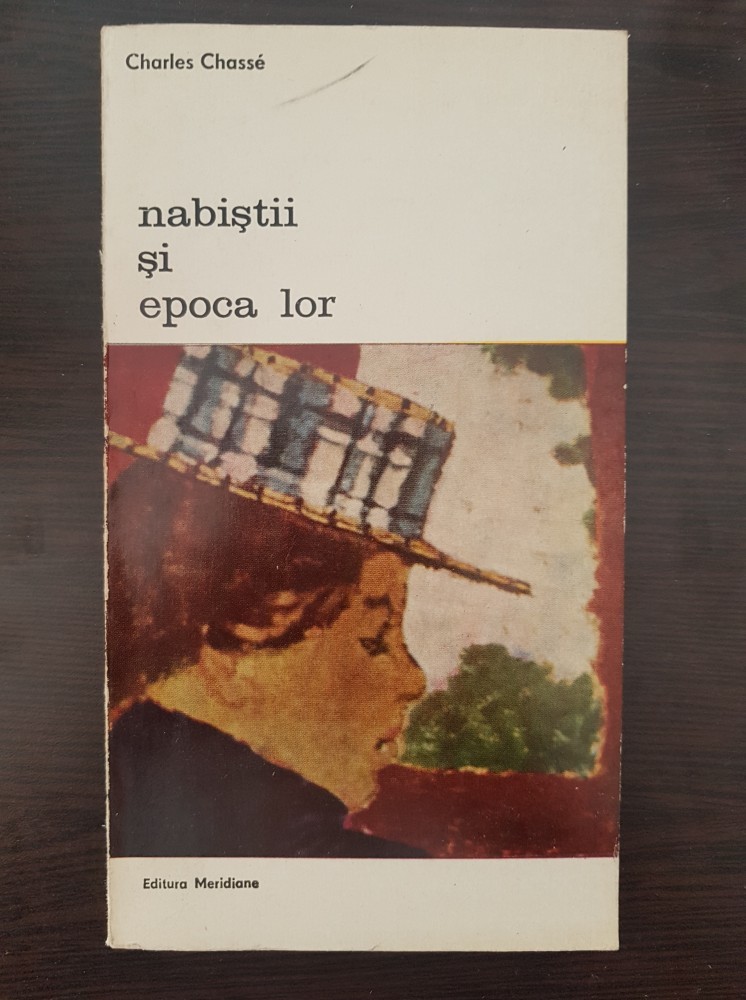 Charles Chassé
nabiştii
şi
epoca lor
Editura Meridiane